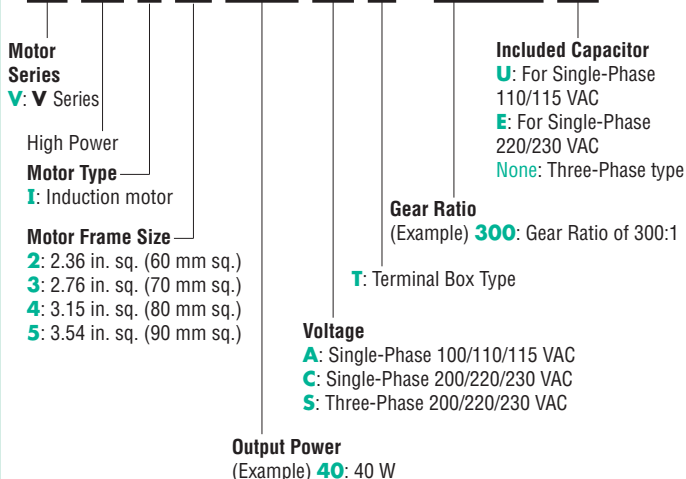 Motor
Series
V: V Series
High Power
Motor Type
I: Induction motor
Motor Frame Size
2: 2.36 in. sq. (60 mm sq.)
3: 2.76 in. sq. (70 mm sq.)
4: 3.15 in. sq. (80 mm sq.)
5: 3.54 in. sq. (90 mm sq.)
Output Power
(Example) 40: 40 W
Voltage
A: Single-Phase 100/110/115 VAC
C: Single-Phase 200/220/230 VAC
S: Three-Phase 200/220/230 VAC
T: Terminal Box Type
Gear Ratio
(Example) 300: Gear Ratio of 300:1
Included Capacitor
U: For Single-Phase
110/115 VAC
E: For Single-Phase
220/230 VAC
None: Three-Phase type